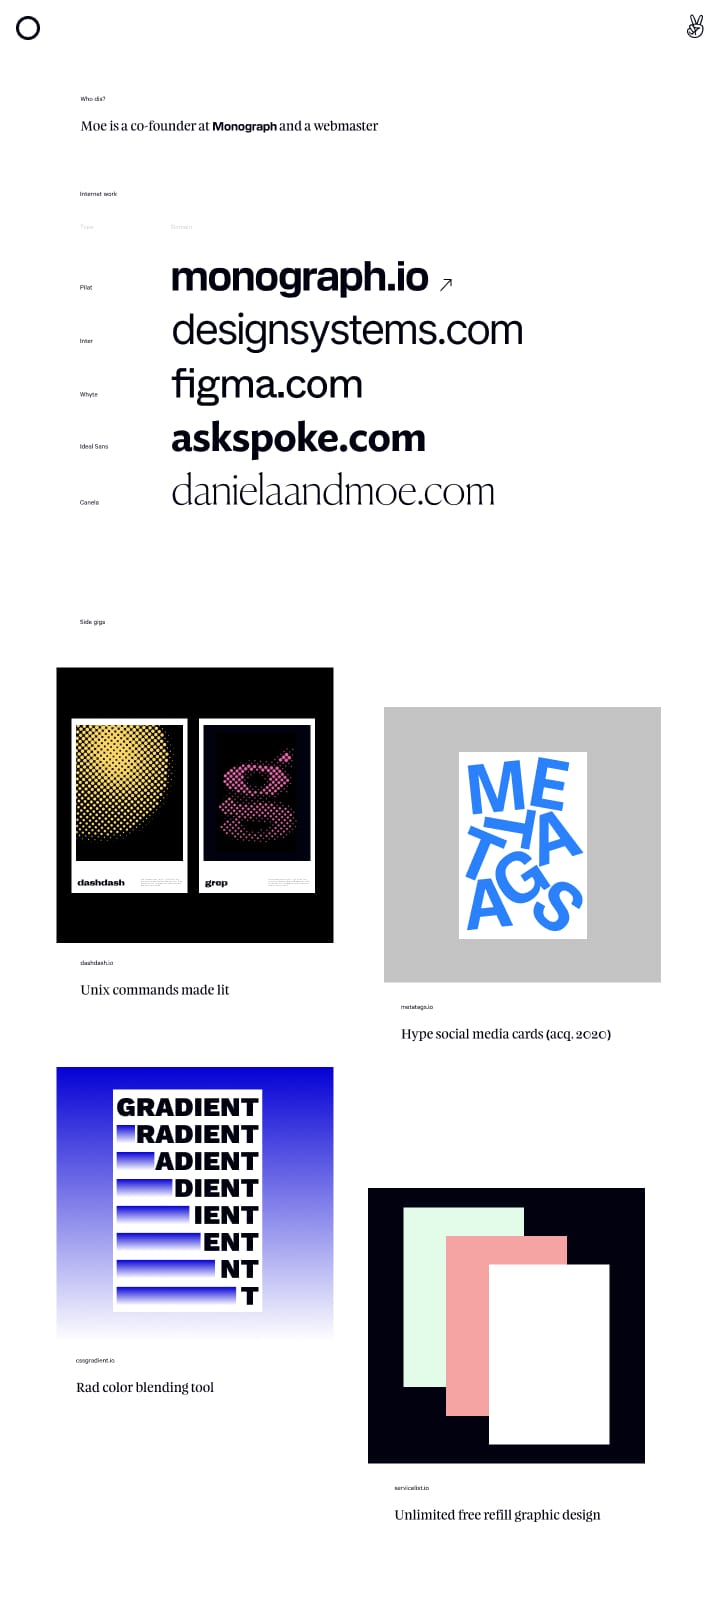 Who dis?
Moe is a co-founder at Monograph and a webmaster
Internet work
Type Domain
Pilat monograph.io ↗
Inter designsystems.com
Whyte figma.com
Ideal Sans askspoke.com
Canela danielaandmoe.com
Side gigs
g
dashdash grep
dashdash.io
Unix commands made lit
ME
TA
TAGS
metatags.io
Hype social media cards (acq. 2020)
GRADIENT
RADIENT
ADIENT
DIENT
IENT
ENT
NT
T
cssgradient.io
Rad color blending tool
servicelist.io
Unlimited free refill graphic design